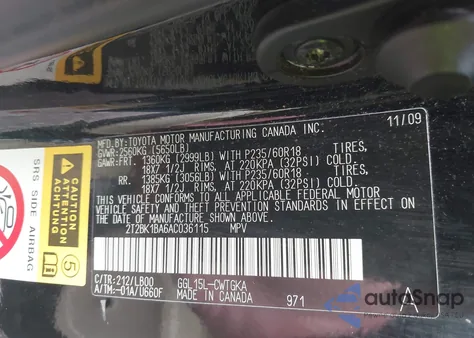 MFD.BY:TOYOTA MOTOR MANUFACTURING CANADA INC. 11/09
GVWR:2560KG (5650LB)
GAWR:FRT. 1360KG (2999LB) WITH P235/60R18 TIRES,
18X7 1/2J RIMS, AT 220KPA (32PSI) COLD.
RR. 1385KG (3056LB) WITH P235/60R18 TIRES,
18X7 1/2J RIMS, AT 220KPA (32PSI) COLD.
THIS VEHICLE CONFORMS TO ALL APPLICABLE FEDERAL MOTOR
VEHICLE SAFETY AND THEFT PREVENTION STANDARDS IN
EFFECT ON THE DATE OF MANUFACTURE SHOWN ABOVE.
2T2BK1BA6AC036115 MPV
C/TR:212/LB00 GGL15L-CWTGKA
A/TM:-01A/U660F MADE IN CANADA 971 A
CAUTION
ATTENTION
ACHTUNG
SRS SIDE AIRBAG
5
autoSnap